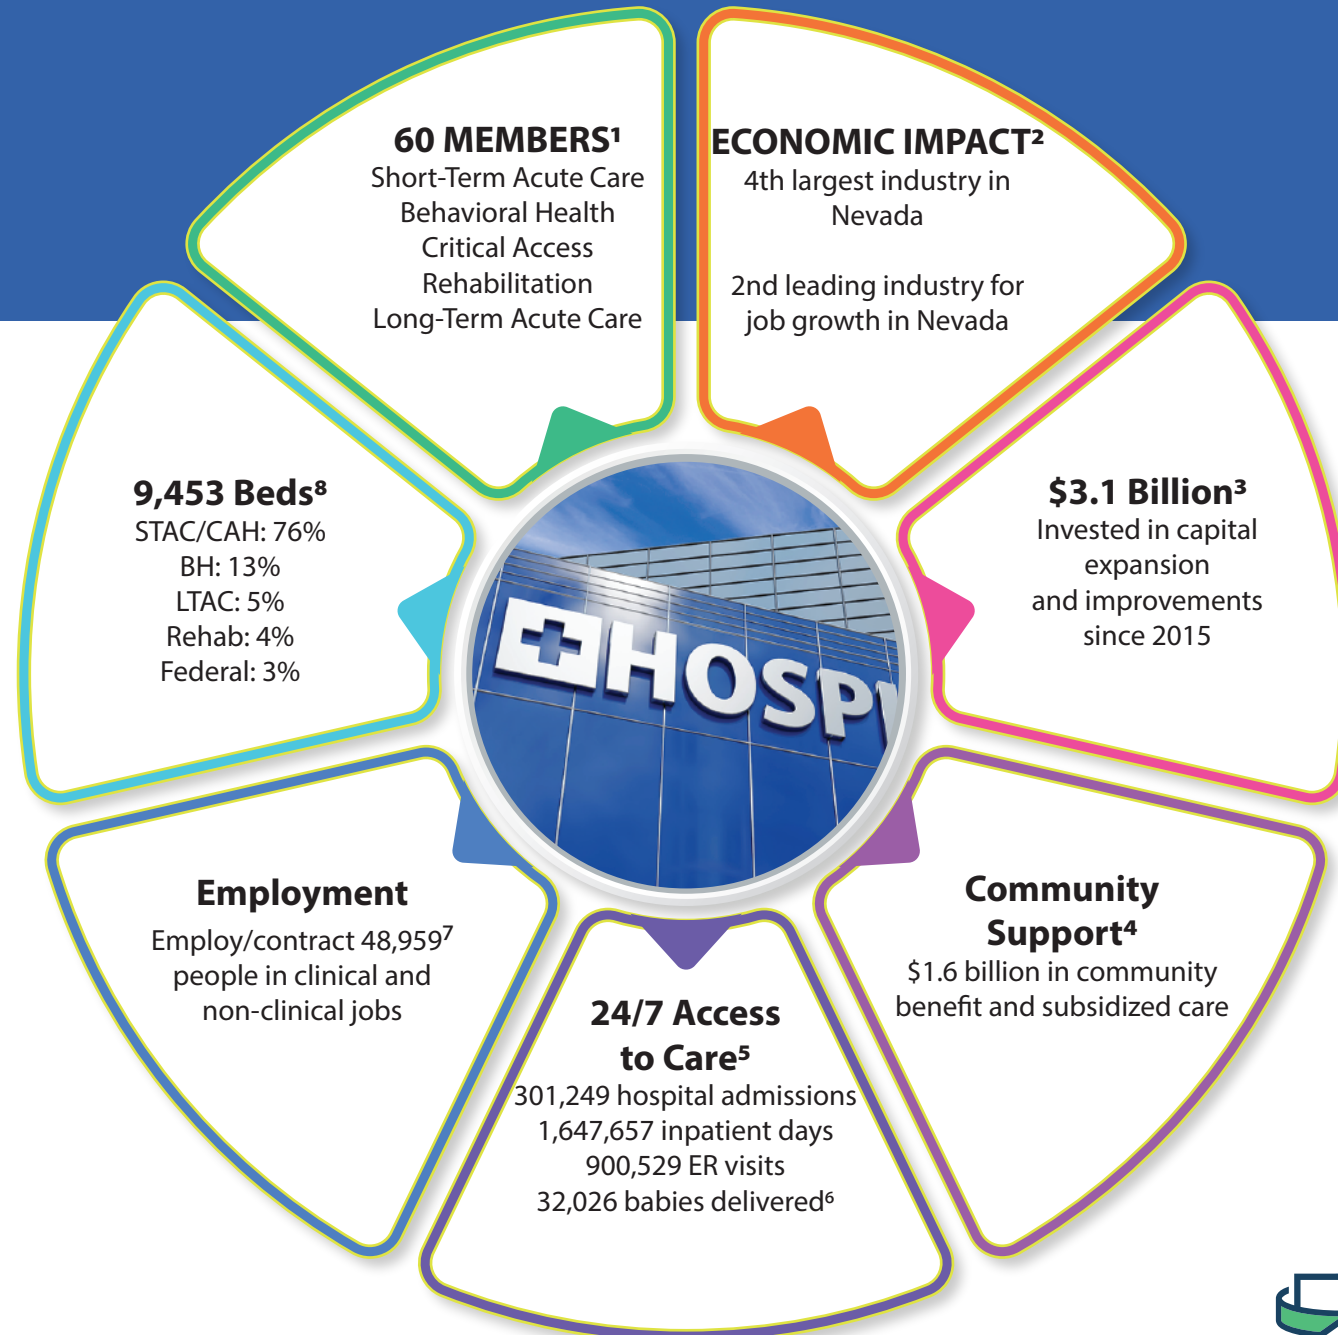 60 MEMBERS¹
Short-Term Acute Care
Behavioral Health
Critical Access
Rehabilitation
Long-Term Acute Care
ECONOMIC IMPACT²
4th largest industry in
Nevada
2nd leading industry for
job growth in Nevada
$3.1 Billion³
Invested in capital
expansion
and improvements
since 2015
Community
Support⁴
$1.6 billion in community
benefit and subsidized care
24/7 Access
to Care⁵
301,249 hospital admissions
1,647,657 inpatient days
900,529 ER visits
32,026 babies delivered⁶
Employment
Employ/contract 48,959⁷
people in clinical and
non-clinical jobs
9,453 Beds⁸
STAC/CAH: 76%
BH: 13%
LTAC: 5%
Rehab: 4%
Federal: 3%
HOSPI